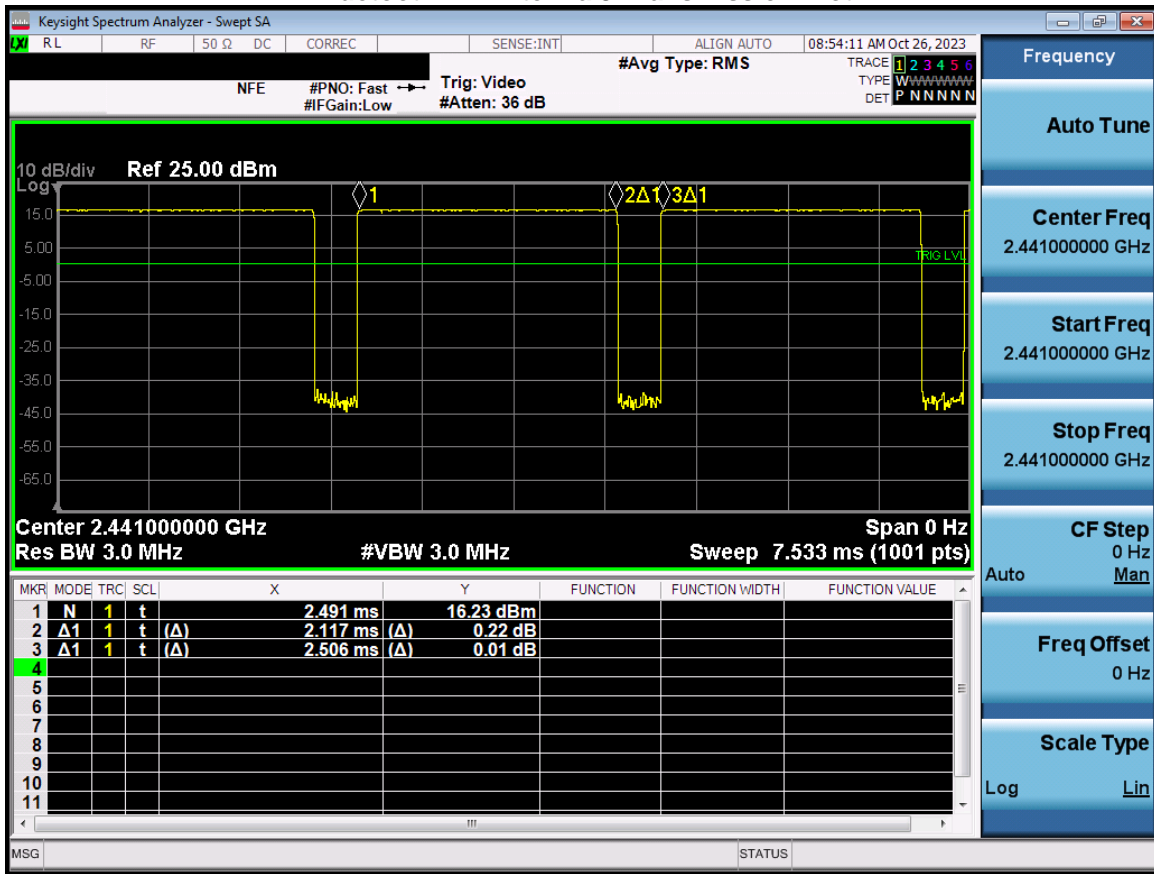 Keysight Spectrum Analyzer - Swept SA
LXI RL RF 50 Ω DC CORREC SENSE:INT ALIGN AUTO 08:54:11 AM Oct 26, 2023
#Avg Type: RMS
TRACE 1 2 3 4 5 6
TYPE WWWWWW
DET P N N N N N
NFE #PNO: Fast Trig: Video
#IFGain:Low #Atten: 36 dB
10 dB/div Ref 25.00 dBm
Log
1 2Δ1 3Δ1
15.0
5.00
TRIG LVL
-5.00
-15.0
-25.0
-35.0
-45.0
-55.0
-65.0
Center 2.441000000 GHz Span 0 Hz
Res BW 3.0 MHz #VBW 3.0 MHz Sweep 7.533 ms (1001 pts)
MKR MODE TRC SCL X Y FUNCTION FUNCTION WIDTH FUNCTION VALUE
1 N 1 t 2.491 ms 16.23 dBm
2 Δ1 1 t (Δ) 2.117 ms (Δ) 0.22 dB
3 Δ1 1 t (Δ) 2.506 ms (Δ) 0.01 dB
4
5
6
7
8
9
10
11
MSG STATUS
Frequency
Auto Tune
Center Freq
2.441000000 GHz
Start Freq
2.441000000 GHz
Stop Freq
2.441000000 GHz
CF Step
0 Hz
Auto Man
Freq Offset
0 Hz
Scale Type
Log Lin